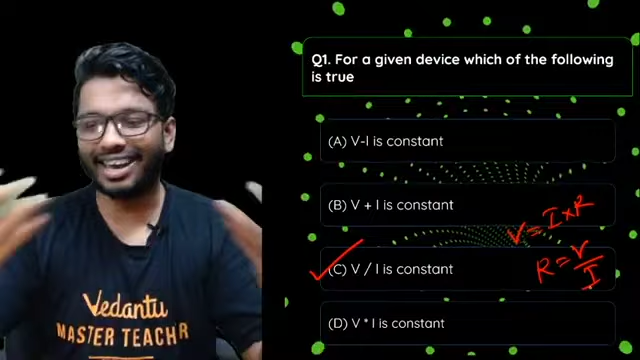 Q1. For a given device which of the following
is true
(A) V-I is constant
(B) V + I is constant
V = I × R
(C) V / I is constant
R = V/I
(D) V * I is constant
Vedantu
MASTER TEACHR